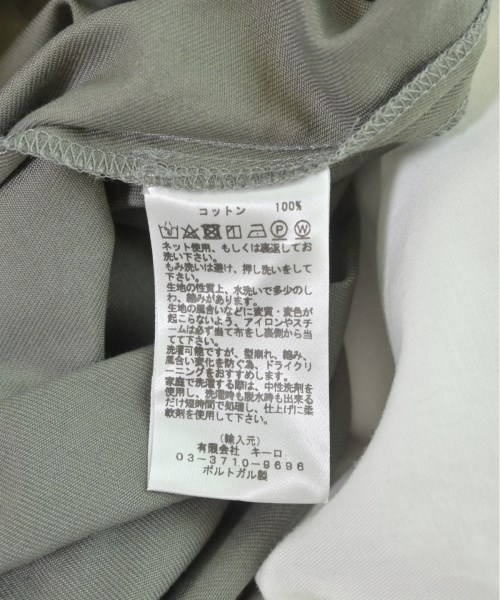 コットン 100%
P W
ネット使用、もしくは裏返してお
洗い下さい。
もみ洗いは避け、押し洗いをして
下さい。
生地の性質上、水洗いで多少のし
わ、縮みがあります。
生地の風合いなどに変質・変色が
起こらないよう、アイロンやスチ
ームは必ず当て布をし裏側から当
てて下さい。
洗濯可能ですが、型崩れ、縮み、
風合い変化を防ぐ為、ドライクリ
ーニングをおすすめします。
家庭で洗濯する際は、中性洗剤を
使用し、洗濯時も脱水時も出来る
だけ短時間で処理し、仕上げに柔
軟剤を使用して下さい。
(輸入元)
有限会社 キーロ
03-3710-9696
ポルトガル製